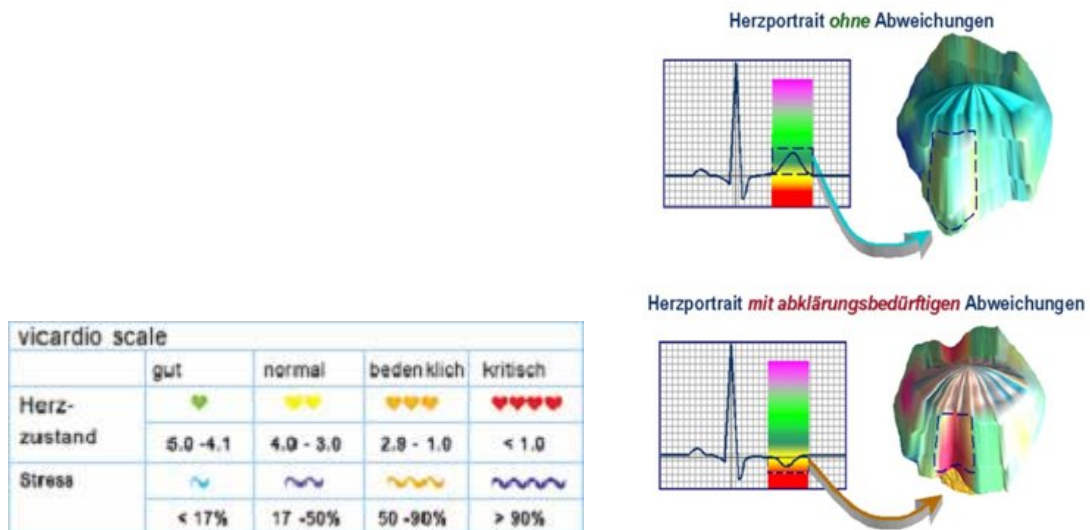 Herzportrait ohne Abweichungen
Herzportrait mit abklärungsbedürftigen Abweichungen
vicardio scale
gut normal bedenklich kritisch
Herz-
zustand
5.0 -4.1 4.0 - 3.0 2.9 - 1.0 < 1.0
Stress
< 17% 17 -50% 50 -90% > 90%